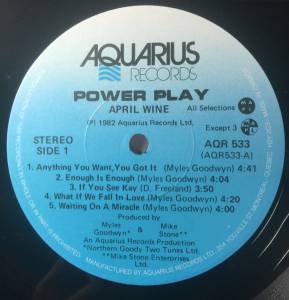 AQUARIUS
RECORDS
POWER PLAY
APRIL WINE
All Selections
(P) 1982 Aquarius Records Ltd.
Except 3
STEREO
SIDE 1
AQR 533
(AQR533-A)
1. Anything You Want,You Got It (Myles Goodwyn) 4:41
2. Enough Is Enough (Myles Goodwyn) 4:04
3. If You See Kay (D. Freeland) 3:50
4. What If We Fall In Love (Myles Goodwyn) 4:20
5. Waiting On A Miracle (Myles Goodwyn) 4:00
Produced by
Myles & Mike
Goodwyn* Stone**
An Aquarius Records Production
*Northern Goody Two Tunes Ltd.
**Mike Stone Enterprises Ltd.
MANUFACTURED BY AQUARIUS RECORDS LTD.